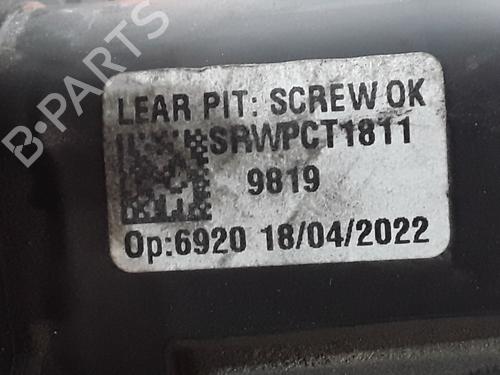 B-PARTS
LEAR PIT: SCREW OK
SRWPCT1811
9819
Op:6920 18/04/2022